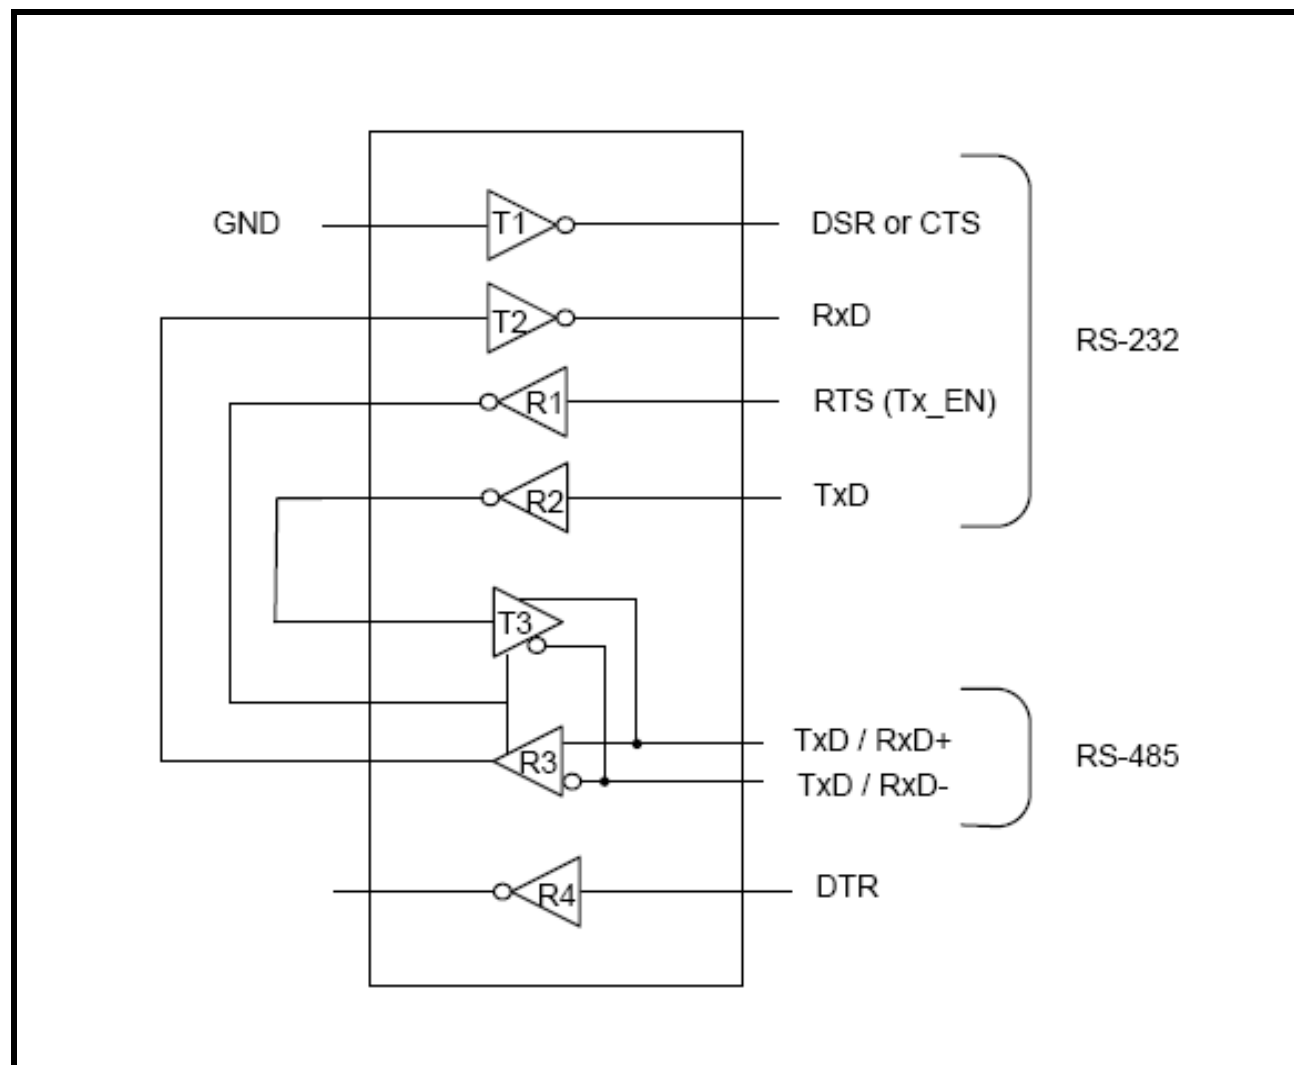 GND
T1
DSR or CTS
T2
RxD
RS-232
R1
RTS (Tx_EN)
R2
TxD
T3
TxD / RxD+
R3
RS-485
TxD / RxD-
R4
DTR